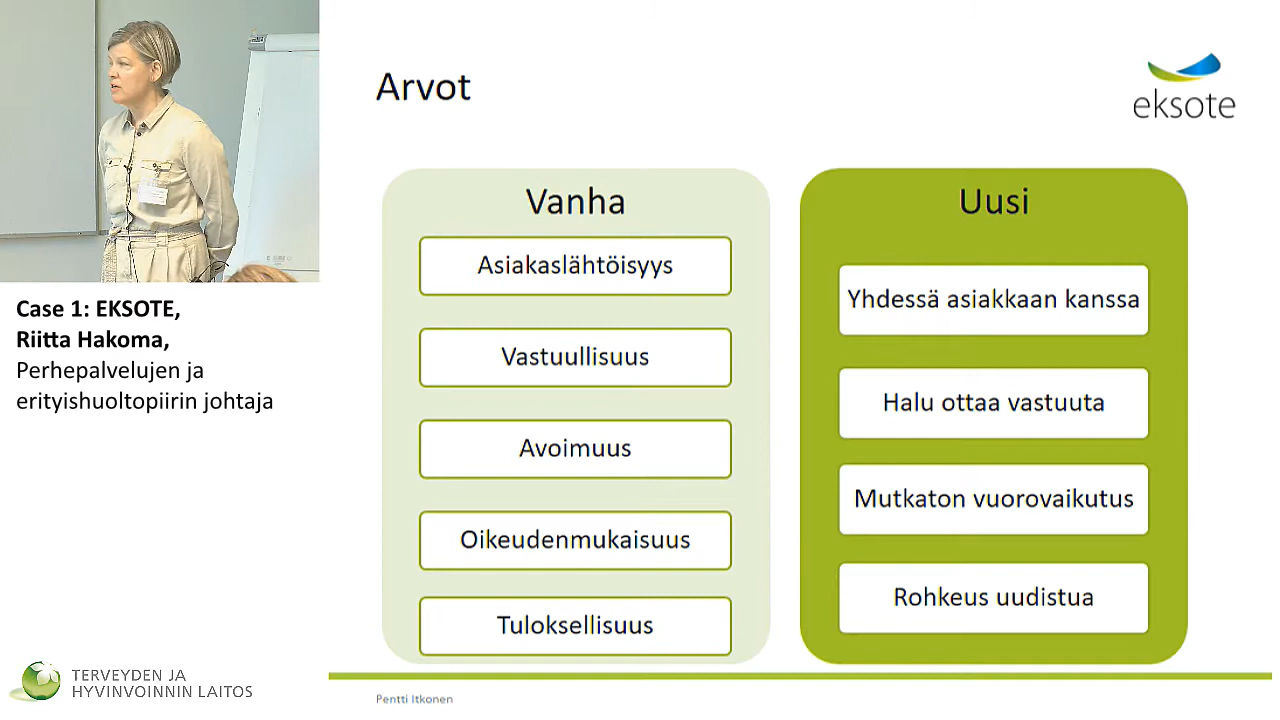 Arvot
eksote
Vanha
Asiakaslähtöisyys
Vastuullisuus
Avoimuus
Oikeudenmukaisuus
Tuloksellisuus
Uusi
Yhdessä asiakkaan kanssa
Halu ottaa vastuuta
Mutkaton vuorovaikutus
Rohkeus uudistua
Case 1: EKSOTE,
Riitta Hakoma,
Perhepalvelujen ja
erityishuoltopiirin johtaja
TERVEYDEN JA
HYVINVOINNIN LAITOS
Pentti Itkonen